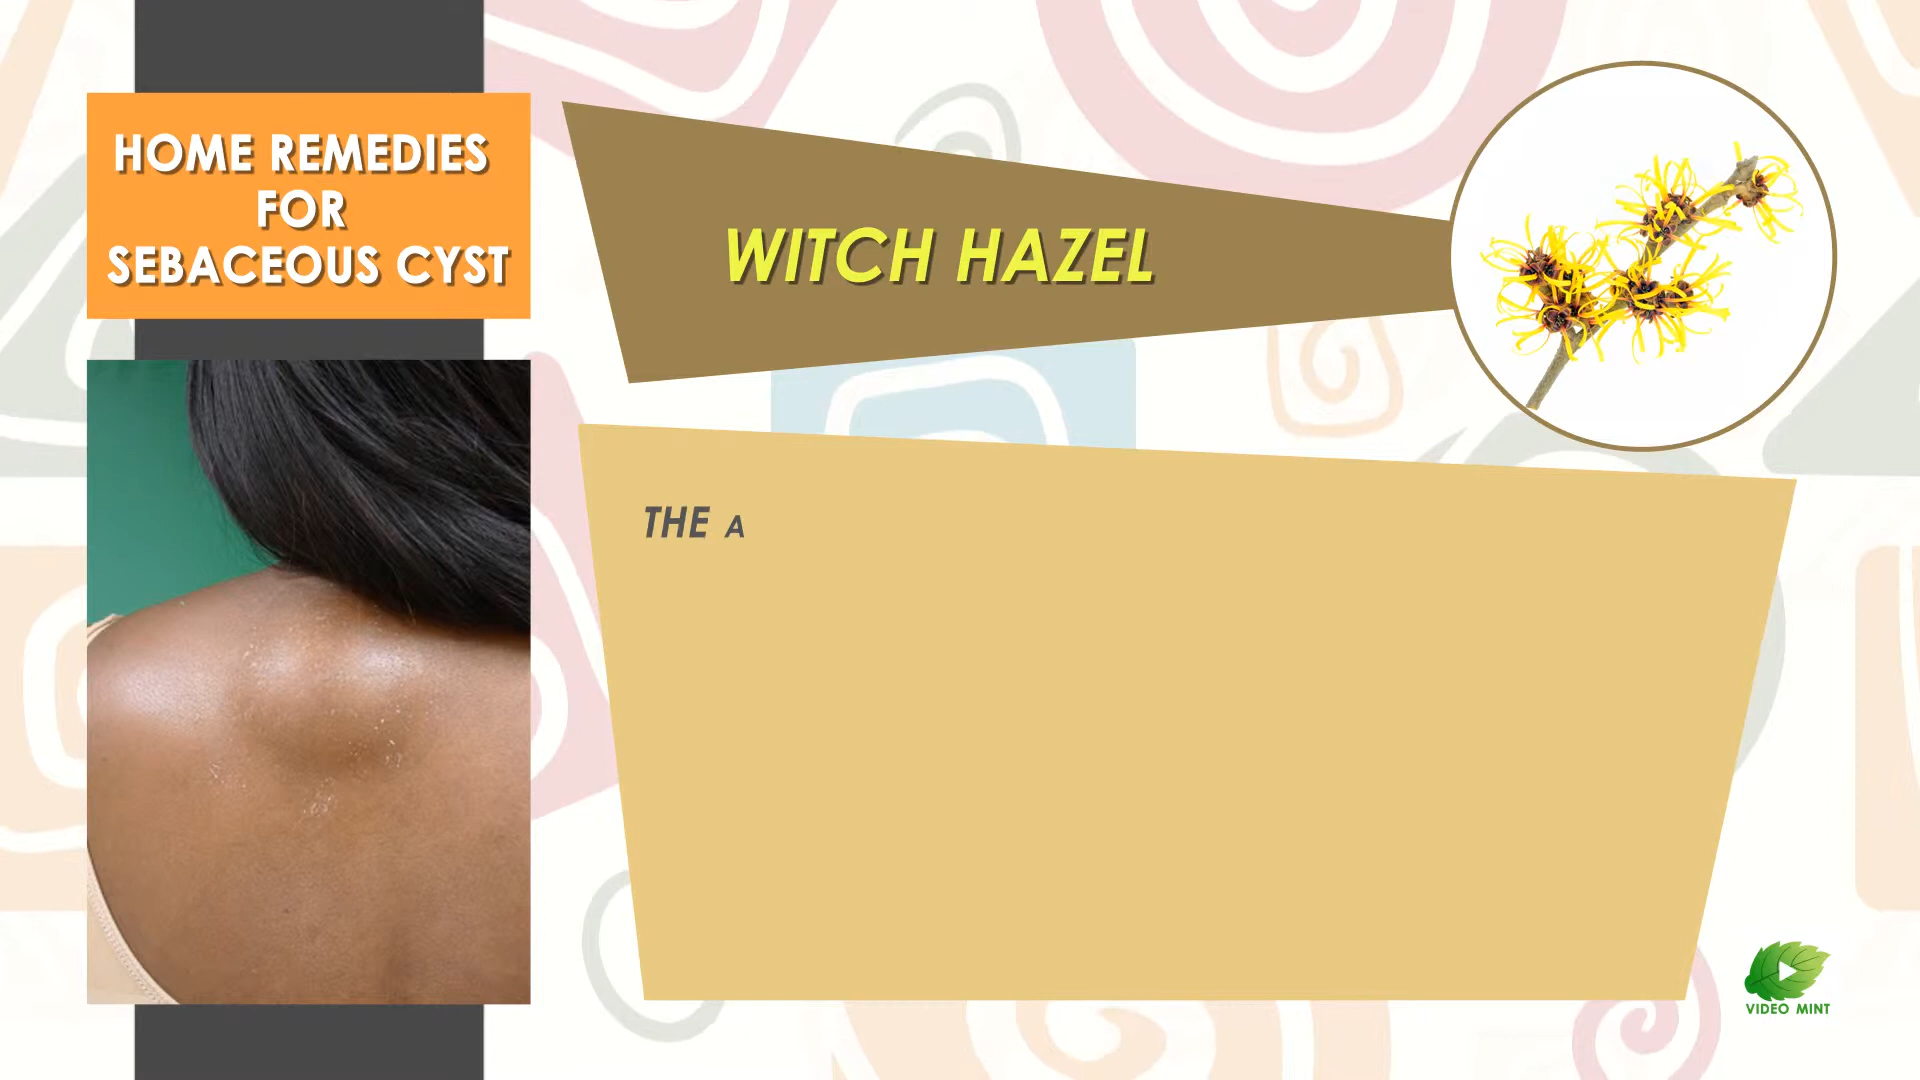 HOME REMEDIES
FOR
SEBACEOUS CYST
WITCH HAZEL
THE A
VIDEO MINT